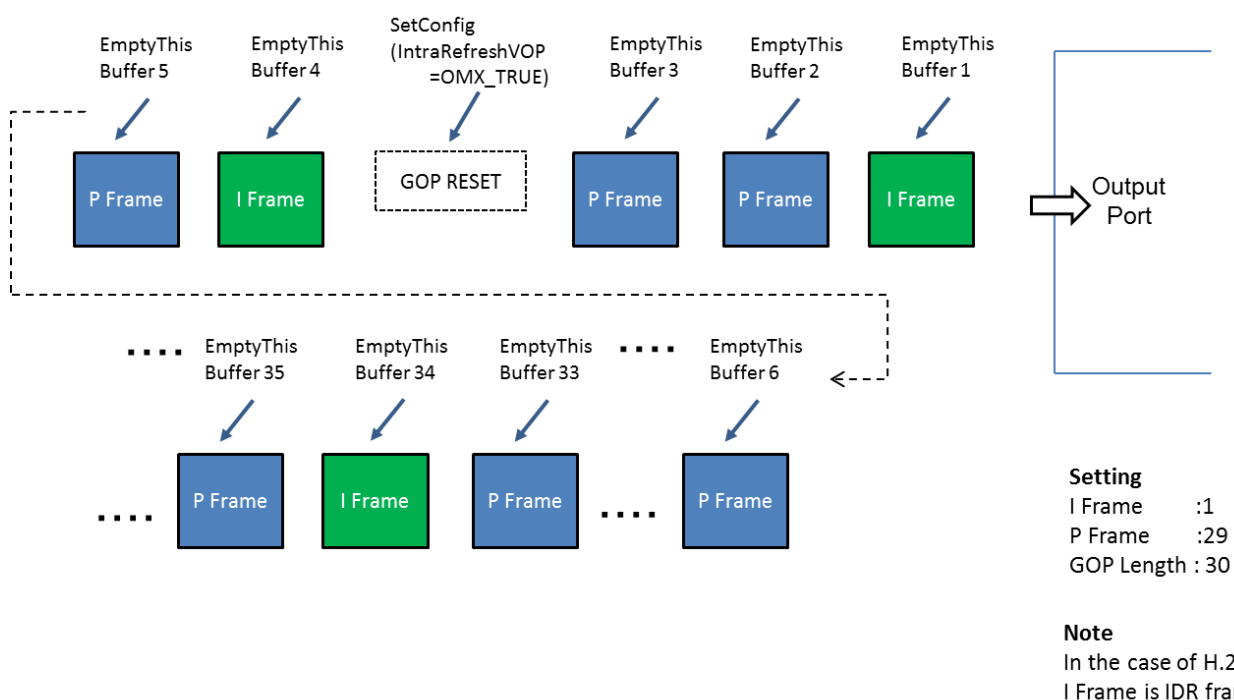 EmptyThis
Buffer 5
EmptyThis
Buffer 4
SetConfig
(IntraRefreshVOP
=OMX_TRUE)
EmptyThis
Buffer 3
EmptyThis
Buffer 2
EmptyThis
Buffer 1
P Frame
I Frame
GOP RESET
P Frame
P Frame
I Frame
Output
Port
.... EmptyThis
Buffer 35
EmptyThis
Buffer 34
EmptyThis
Buffer 33
.... EmptyThis
Buffer 6
.... P Frame
I Frame
P Frame
.... P Frame
Setting
I Frame :1
P Frame :29
GOP Length : 30
Note
In the case of
I Frame is IDR